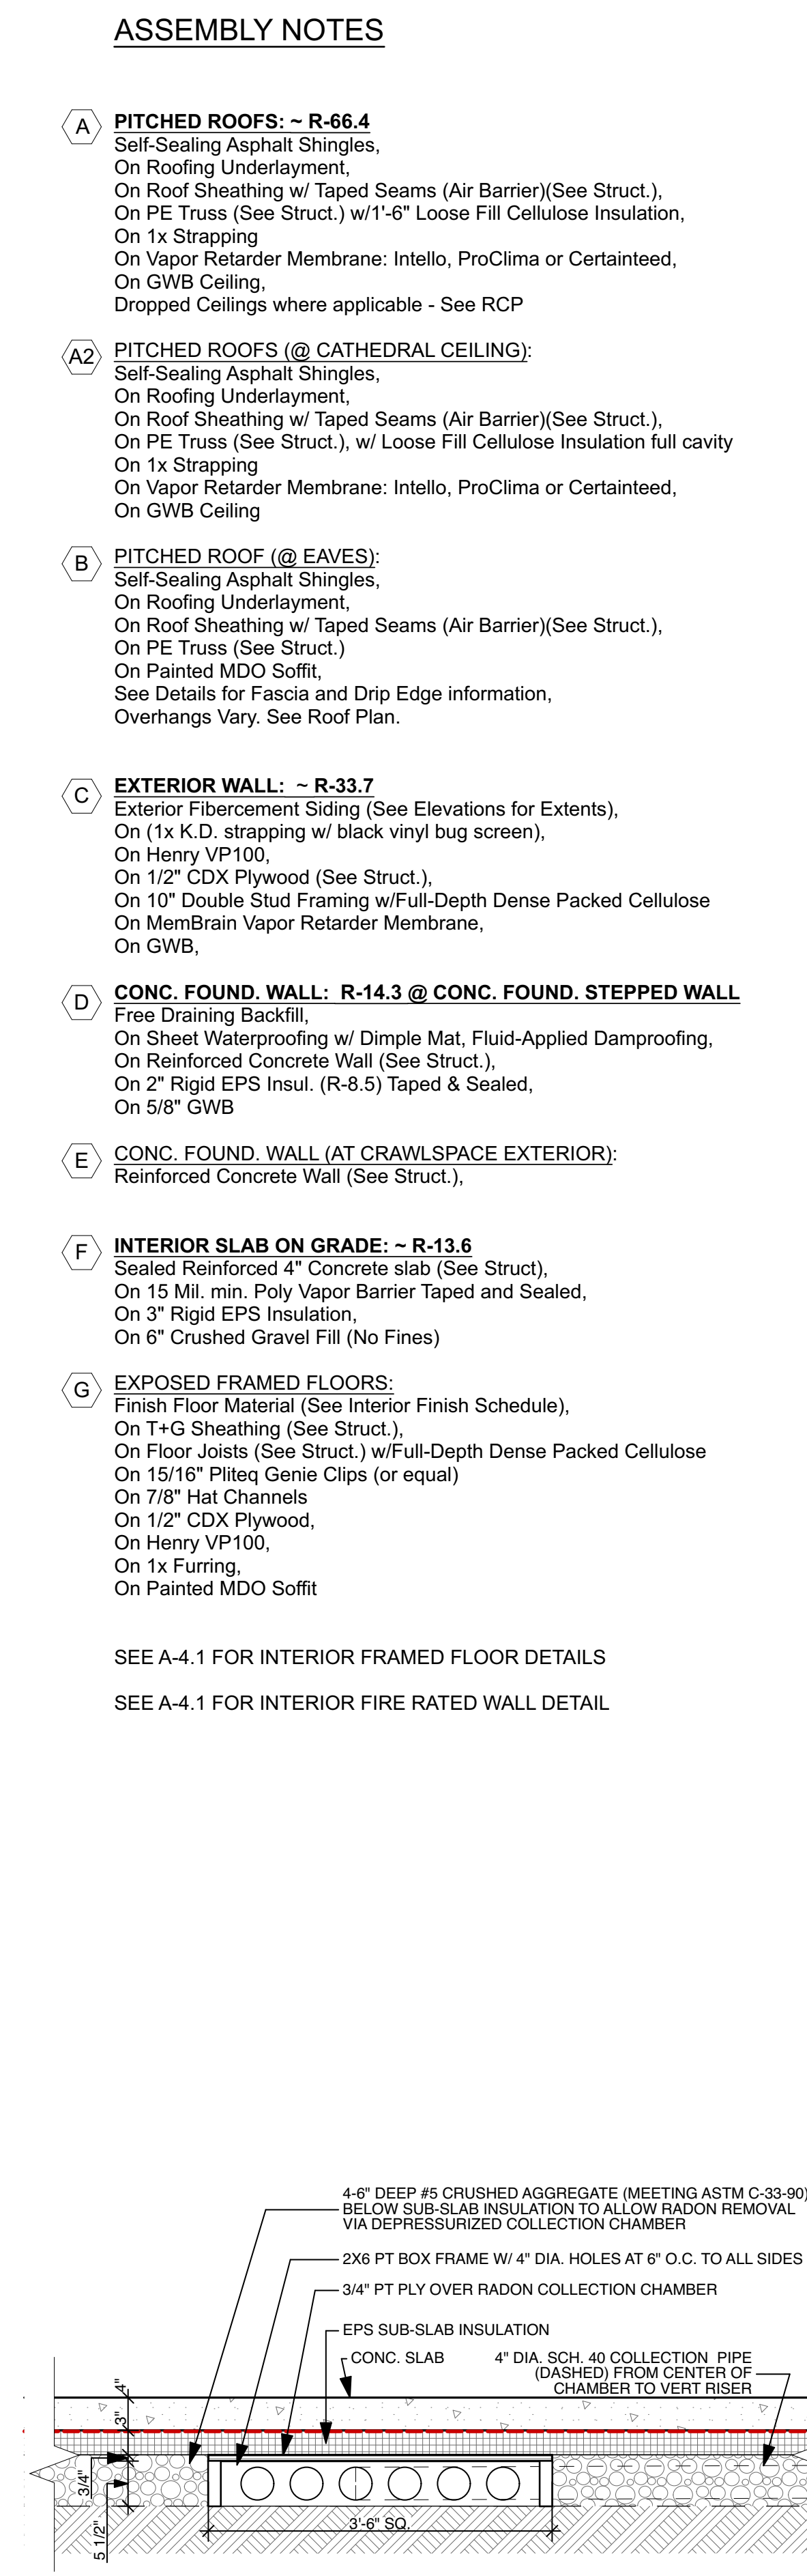 ASSEMBLY NOTES
A
PITCHED ROOFS: ~ R-66.4
Self-Sealing Asphalt Shingles,
On Roofing Underlayment,
On Roof Sheathing w/ Taped Seams (Air Barrier)(See Struct.),
On PE Truss (See Struct.) w/1'-6" Loose Fill Cellulose Insulation,
On 1x Strapping
On Vapor Retarder Membrane: Intello, ProClima or Certainteed,
On GWB Ceiling,
Dropped Ceilings where applicable - See RCP
A2
PITCHED ROOFS (@ CATHEDRAL CEILING):
Self-Sealing Asphalt Shingles,
On Roofing Underlayment,
On Roof Sheathing w/ Taped Seams (Air Barrier)(See Struct.),
On PE Truss (See Struct.), w/ Loose Fill Cellulose Insulation full cavity
On 1x Strapping
On Vapor Retarder Membrane: Intello, ProClima or Certainteed,
On GWB Ceiling
B
PITCHED ROOF (@ EAVES):
Self-Sealing Asphalt Shingles,
On Roofing Underlayment,
On Roof Sheathing w/ Taped Seams (Air Barrier)(See Struct.),
On PE Truss (See Struct.)
On Painted MDO Soffit,
See Details for Fascia and Drip Edge information,
Overhangs Vary. See Roof Plan.
C
EXTERIOR WALL: ~ R-33.7
Exterior Fibercement Siding (See Elevations for Extents),
On (1x K.D. strapping w/ black vinyl bug screen),
On Henry VP100,
On 1/2" CDX Plywood (See Struct.),
On 10" Double Stud Framing w/Full-Depth Dense Packed Cellulose
On MemBrain Vapor Retarder Membrane,
On GWB,
D
CONC. FOUND. WALL: R-14.3 @ CONC. FOUND. STEPPED WALL
Free Draining Backfill,
On Sheet Waterproofing w/ Dimple Mat, Fluid-Applied Damproofing,
On Reinforced Concrete Wall (See Struct.),
On 2" Rigid EPS Insul. (R-8.5) Taped & Sealed,
On 5/8" GWB
E
CONC. FOUND. WALL (AT CRAWLSPACE EXTERIOR):
Reinforced Concrete Wall (See Struct.),
F
INTERIOR SLAB ON GRADE: ~ R-13.6
Sealed Reinforced 4" Concrete slab (See Struct),
On 15 Mil. min. Poly Vapor Barrier Taped and Sealed,
On 3" Rigid EPS Insulation,
On 6" Crushed Gravel Fill (No Fines)
G
EXPOSED FRAMED FLOORS:
Finish Floor Material (See Interior Finish Schedule),
On T+G Sheathing (See Struct.),
On Floor Joists (See Struct.) w/Full-Depth Dense Packed Cellulose
On 15/16" Pliteq Genie Clips (or equal)
On 7/8" Hat Channels
On 1/2" CDX Plywood,
On Henry VP100,
On 1x Furring,
On Painted MDO Soffit
SEE A-4.1 FOR INTERIOR FRAMED FLOOR DETAILS
SEE A-4.1 FOR INTERIOR FIRE RATED WALL DETAIL
4-6" DEEP #5 CRUSHED AGGREGATE (MEETING ASTM C-33-90)
BELOW SUB-SLAB INSULATION TO ALLOW RADON REMOVAL
VIA DEPRESSURIZED COLLECTION CHAMBER
2X6 PT BOX FRAME W/ 4" DIA. HOLES AT 6" O.C. TO ALL SIDES
3/4" PT PLY OVER RADON COLLECTION CHAMBER
EPS SUB-SLAB INSULATION
CONC. SLAB
4" DIA. SCH. 40 COLLECTION PIPE
(DASHED) FROM CENTER OF
CHAMBER TO VERT RISER
4"
3"
3/4"
5 1/2"
3'-6" SQ.